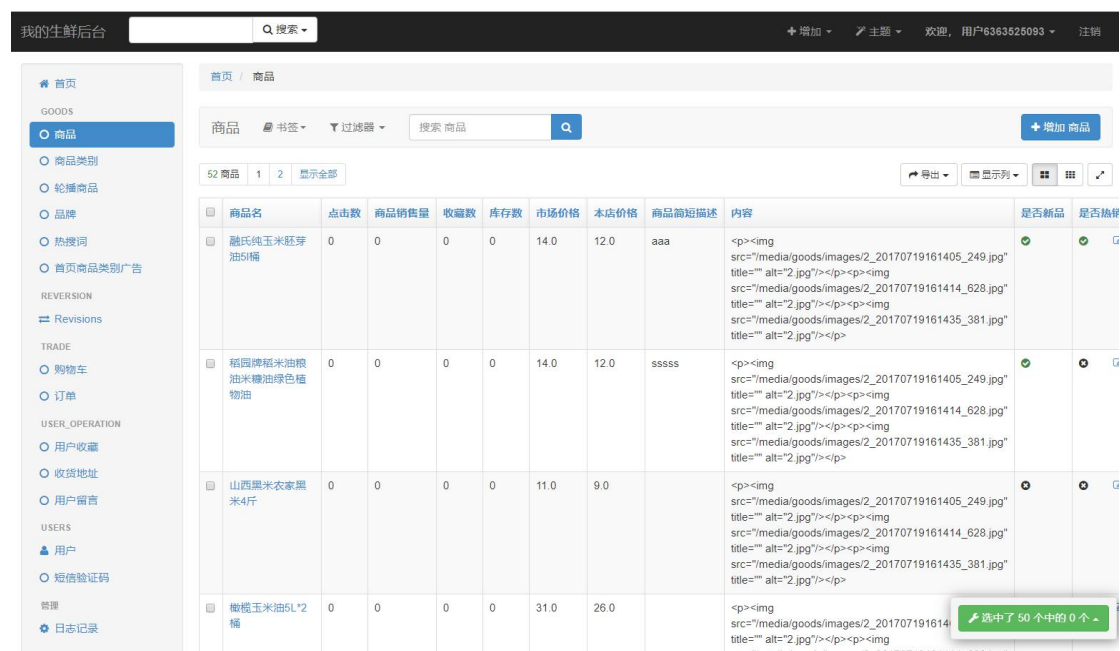 我的生鲜后台
搜索
增加
主题
欢迎, 用户6363525093
注销
首页
GOODS
商品
商品类别
轮播商品
品牌
热搜词
首页商品类别广告
REVERSION
Revisions
TRADE
购物车
订单
USER_OPERATION
用户收藏
收货地址
用户留言
USERS
用户
短信验证码
管理
日志记录
首页 / 商品
商品 书签 过滤器 搜索 商品 增加 商品
52 商品 1 2 显示全部 导出 显示列
商品名 点击数 商品销售量 收藏数 库存数 市场价格 本店价格 商品简短描述 内容 是否新品 是否热销
融氏纯玉米胚芽 0 0 0 0 14.0 12.0 aaa <p><img
油5l桶 src="/media/goods/images/2_20170719161405_249.jpg"
title="" alt="2.jpg"/></p><p><img
src="/media/goods/images/2_20170719161414_628.jpg"
title="" alt="2.jpg"/></p><p><img
src="/media/goods/images/2_20170719161435_381.jpg"
title="" alt="2.jpg"/></p>
稻园牌稻米油粮 0 0 0 0 14.0 12.0 sssss <p><img
油米糠油绿色植 src="/media/goods/images/2_20170719161405_249.jpg"
物油 title="" alt="2.jpg"/></p><p><img
src="/media/goods/images/2_20170719161414_628.jpg"
title="" alt="2.jpg"/></p><p><img
src="/media/goods/images/2_20170719161435_381.jpg"
title="" alt="2.jpg"/></p>
山西黑米农家黑 0 0 0 0 11.0 9.0 <p><img
米4斤 src="/media/goods/images/2_20170719161405_249.jpg"
title="" alt="2.jpg"/></p><p><img
src="/media/goods/images/2_20170719161414_628.jpg"
title="" alt="2.jpg"/></p><p><img
src="/media/goods/images/2_20170719161435_381.jpg"
title="" alt="2.jpg"/></p>
橄榄玉米油5L*2 0 0 0 0 31.0 26.0 <p><img
桶 src="/media/goods/images/2_201707191614
title="" alt="2.jpg"/></p><p><img
选中了 50 个中的 0 个